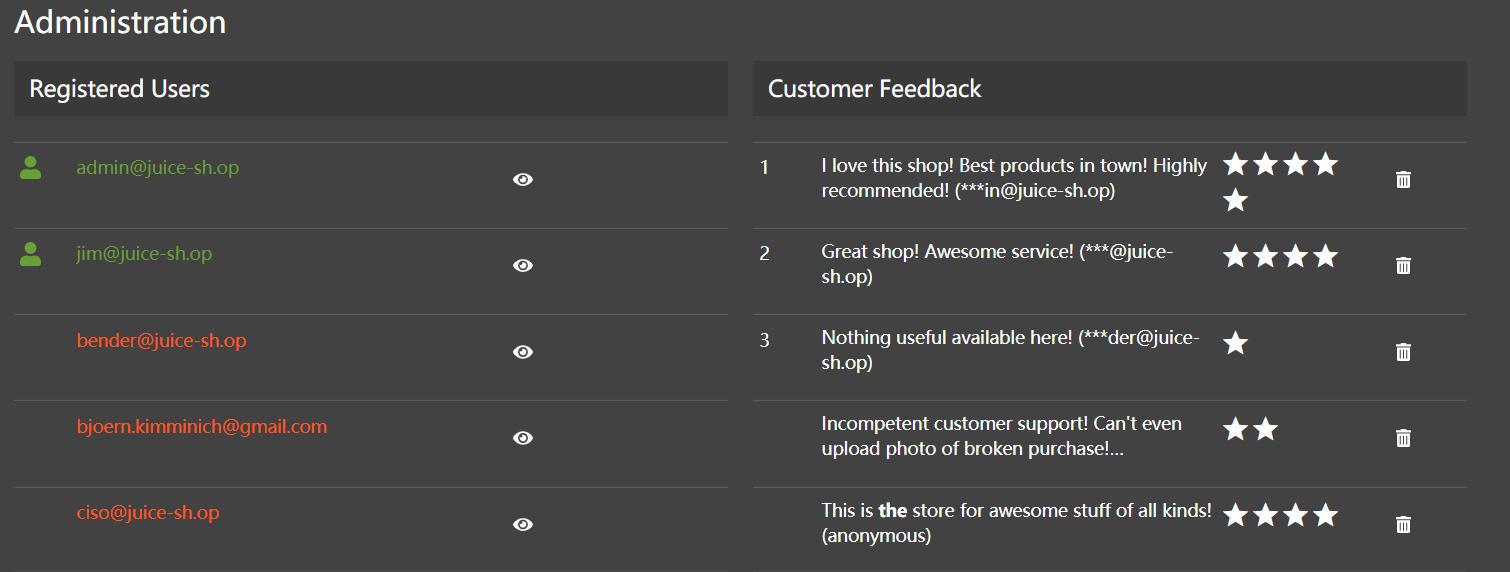 Administration
Registered Users
admin@juice-sh.op
jim@juice-sh.op
bender@juice-sh.op
bjoern.kimminich@gmail.com
ciso@juice-sh.op
Customer Feedback
1
I love this shop! Best products in town! Highly
recommended! (***in@juice-sh.op)
2
Great shop! Awesome service! (***@juice-
sh.op)
3
Nothing useful available here! (***der@juice-
sh.op)
Incompetent customer support! Can't even
upload photo of broken purchase!...
This is the store for awesome stuff of all kinds!
(anonymous)